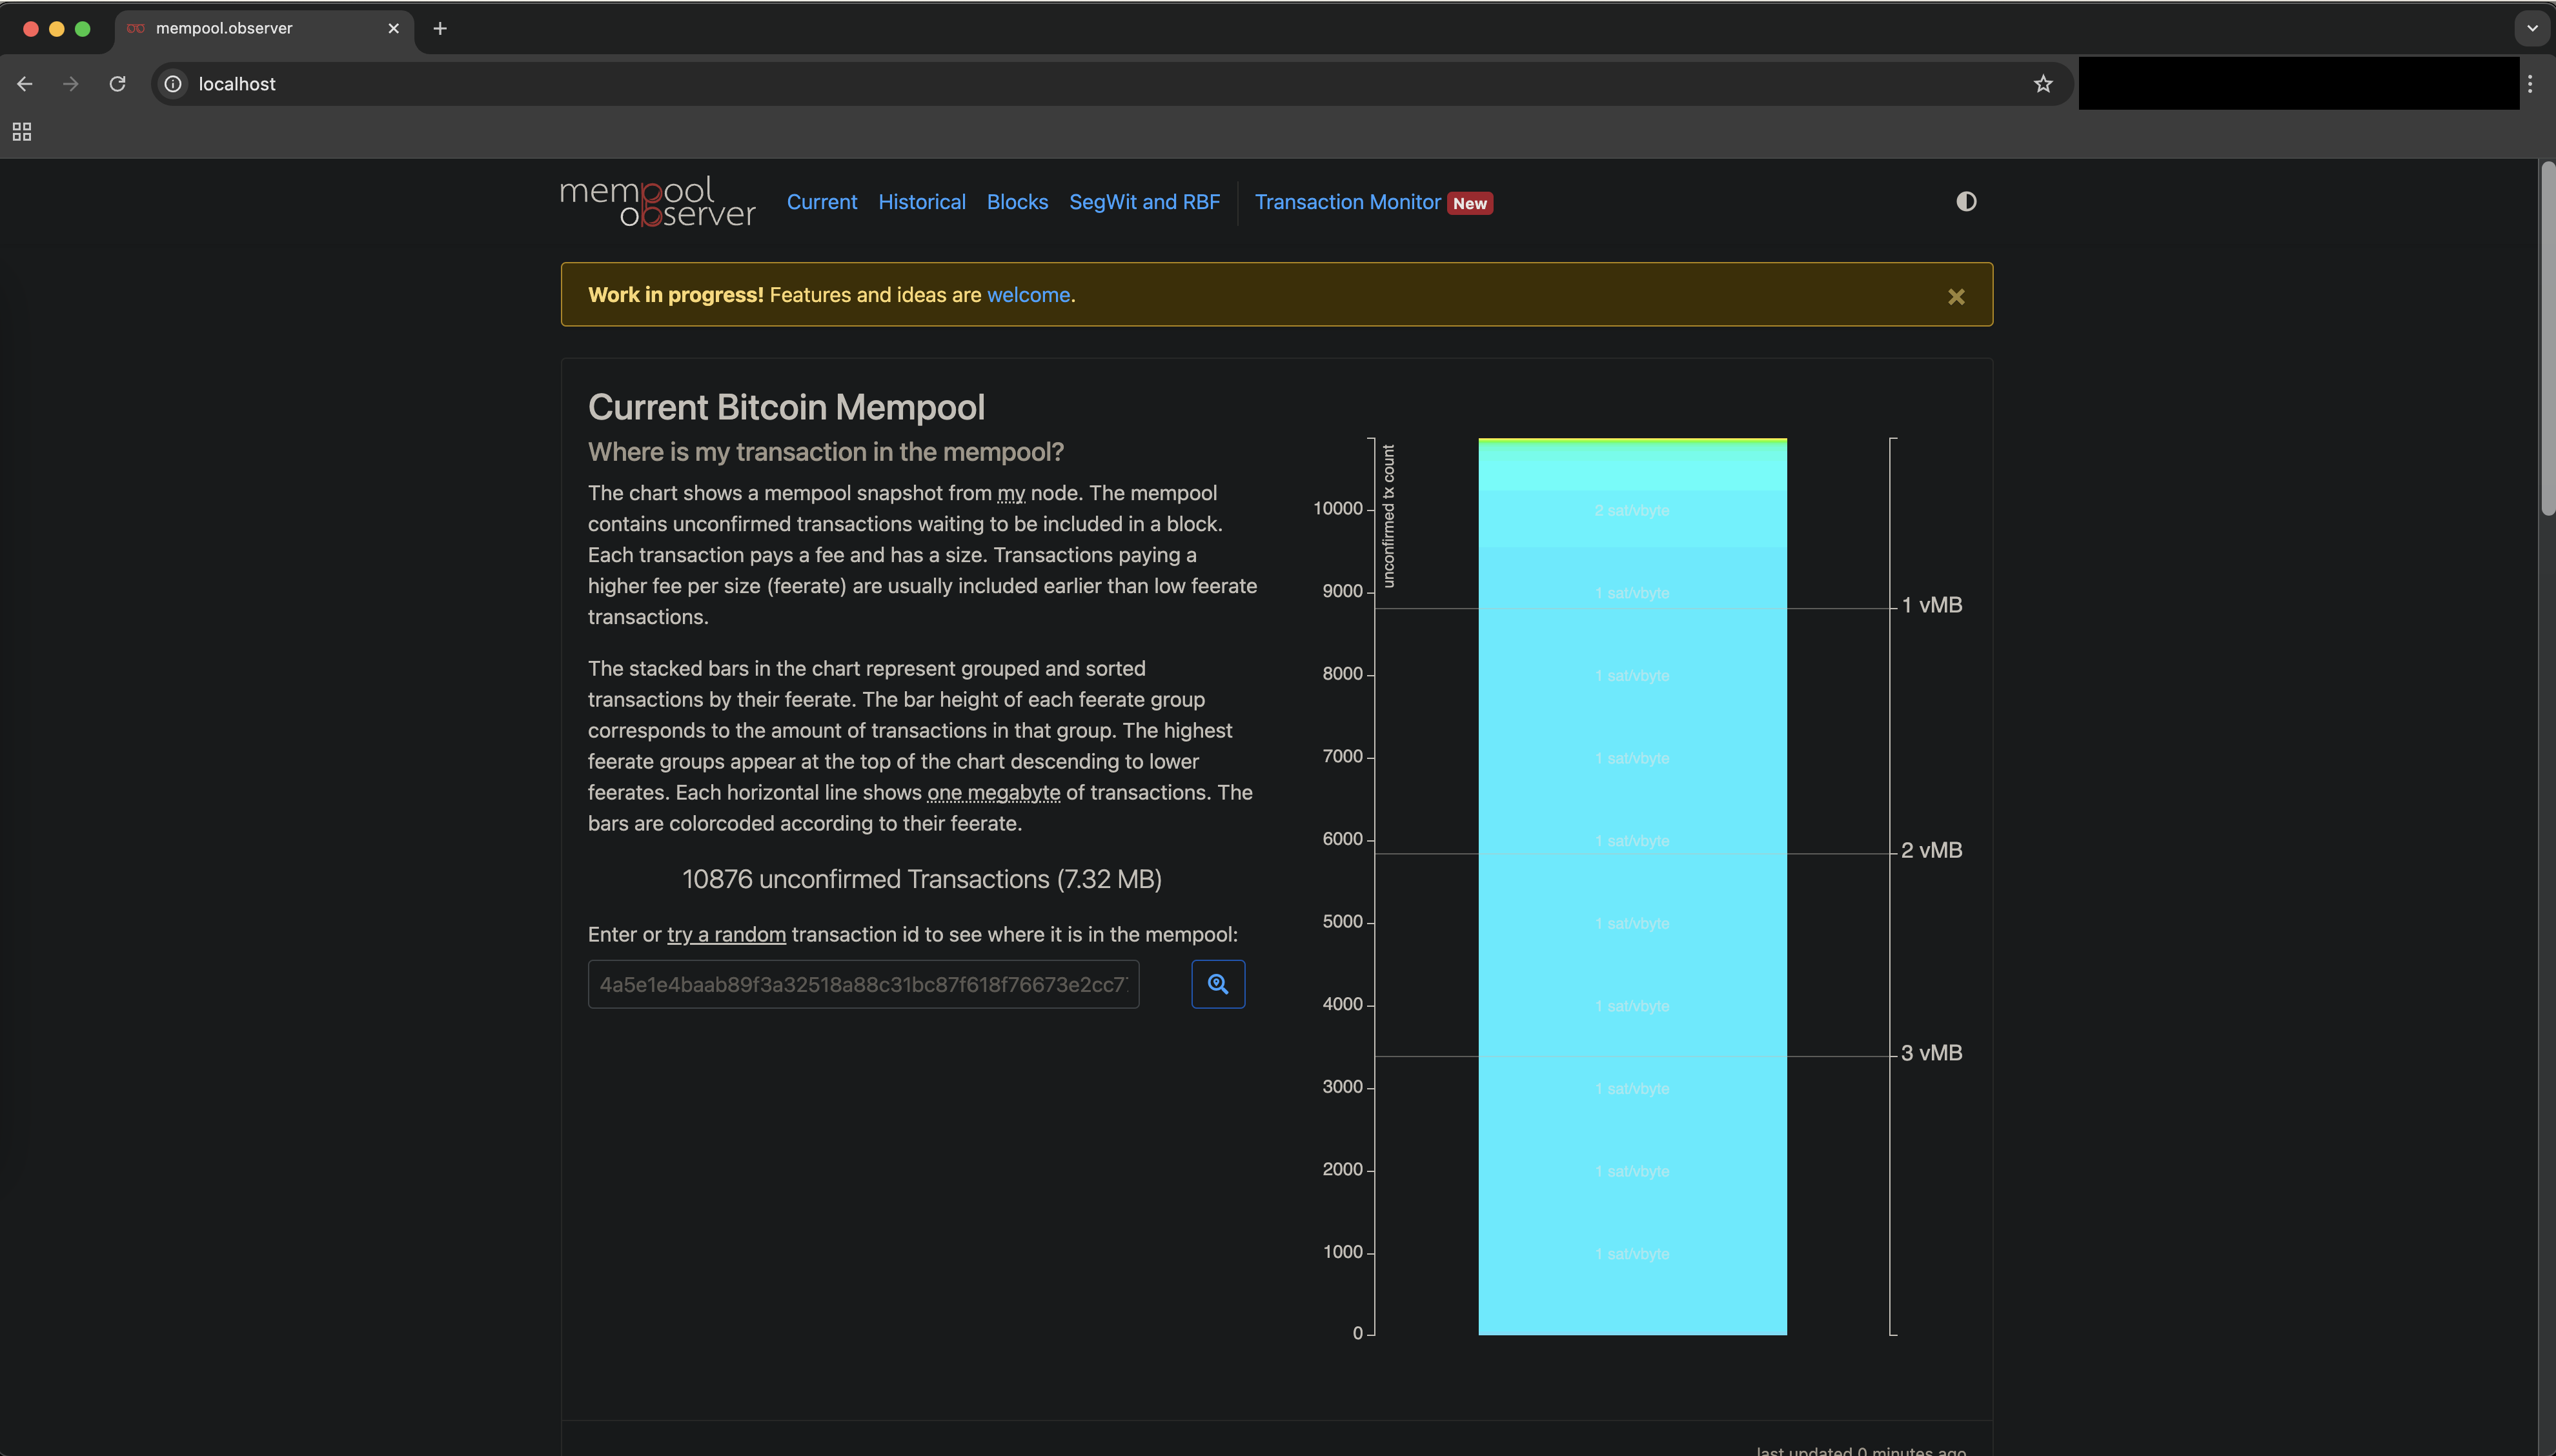 mempool.observer
localhost
mempool
observer
Current Historical Blocks SegWit and RBF Transaction Monitor New
Work in progress! Features and ideas are welcome.
Current Bitcoin Mempool
Where is my transaction in the mempool?
The chart shows a mempool snapshot from my node. The mempool
contains unconfirmed transactions waiting to be included in a block.
Each transaction pays a fee and has a size. Transactions paying a
higher fee per size (feerate) are usually included earlier than low feerate
transactions.
The stacked bars in the chart represent grouped and sorted
transactions by their feerate. The bar height of each feerate group
corresponds to the amount of transactions in that group. The highest
feerate groups appear at the top of the chart descending to lower
feerates. Each horizontal line shows one megabyte of transactions. The
bars are colorcoded according to their feerate.
10876 unconfirmed Transactions (7.32 MB)
Enter or try a random transaction id to see where it is in the mempool:
4a5e1e4baab89f3a32518a88c31bc87f618f76673e2cc7
unconfirmed tx count
10000
9000
8000
7000
6000
5000
4000
3000
2000
1000
0
2 sat/vbyte
1 sat/vbyte
1 sat/vbyte
1 sat/vbyte
1 sat/vbyte
1 sat/vbyte
1 sat/vbyte
1 sat/vbyte
1 sat/vbyte
1 sat/vbyte
1 vMB
2 vMB
3 vMB
last updated 0 minutes ago